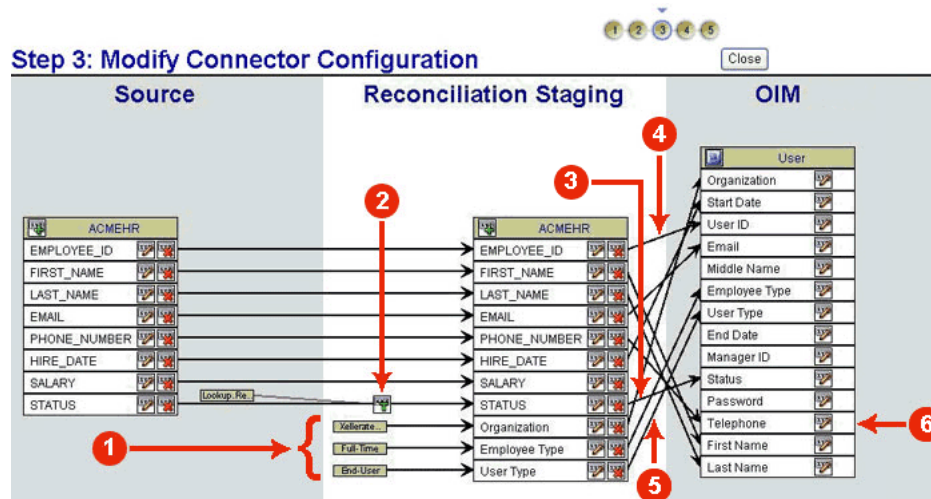 1 2 3 4 5
Step 3: Modify Connector Configuration
Close
Source
Reconciliation Staging
OIM
ACMEHR
EMPLOYEE_ID
FIRST_NAME
LAST_NAME
EMAIL
PHONE_NUMBER
HIRE_DATE
SALARY
STATUS
Lookup.Re..
Xellerate...
Full-Time
End-User
ACMEHR
EMPLOYEE_ID
FIRST_NAME
LAST_NAME
EMAIL
PHONE_NUMBER
HIRE_DATE
SALARY
STATUS
Organization
Employee Type
User Type
User
Organization
Start Date
User ID
Email
Middle Name
Employee Type
User Type
End Date
Manager ID
Status
Password
Telephone
First Name
Last Name
1
2
3
4
5
6